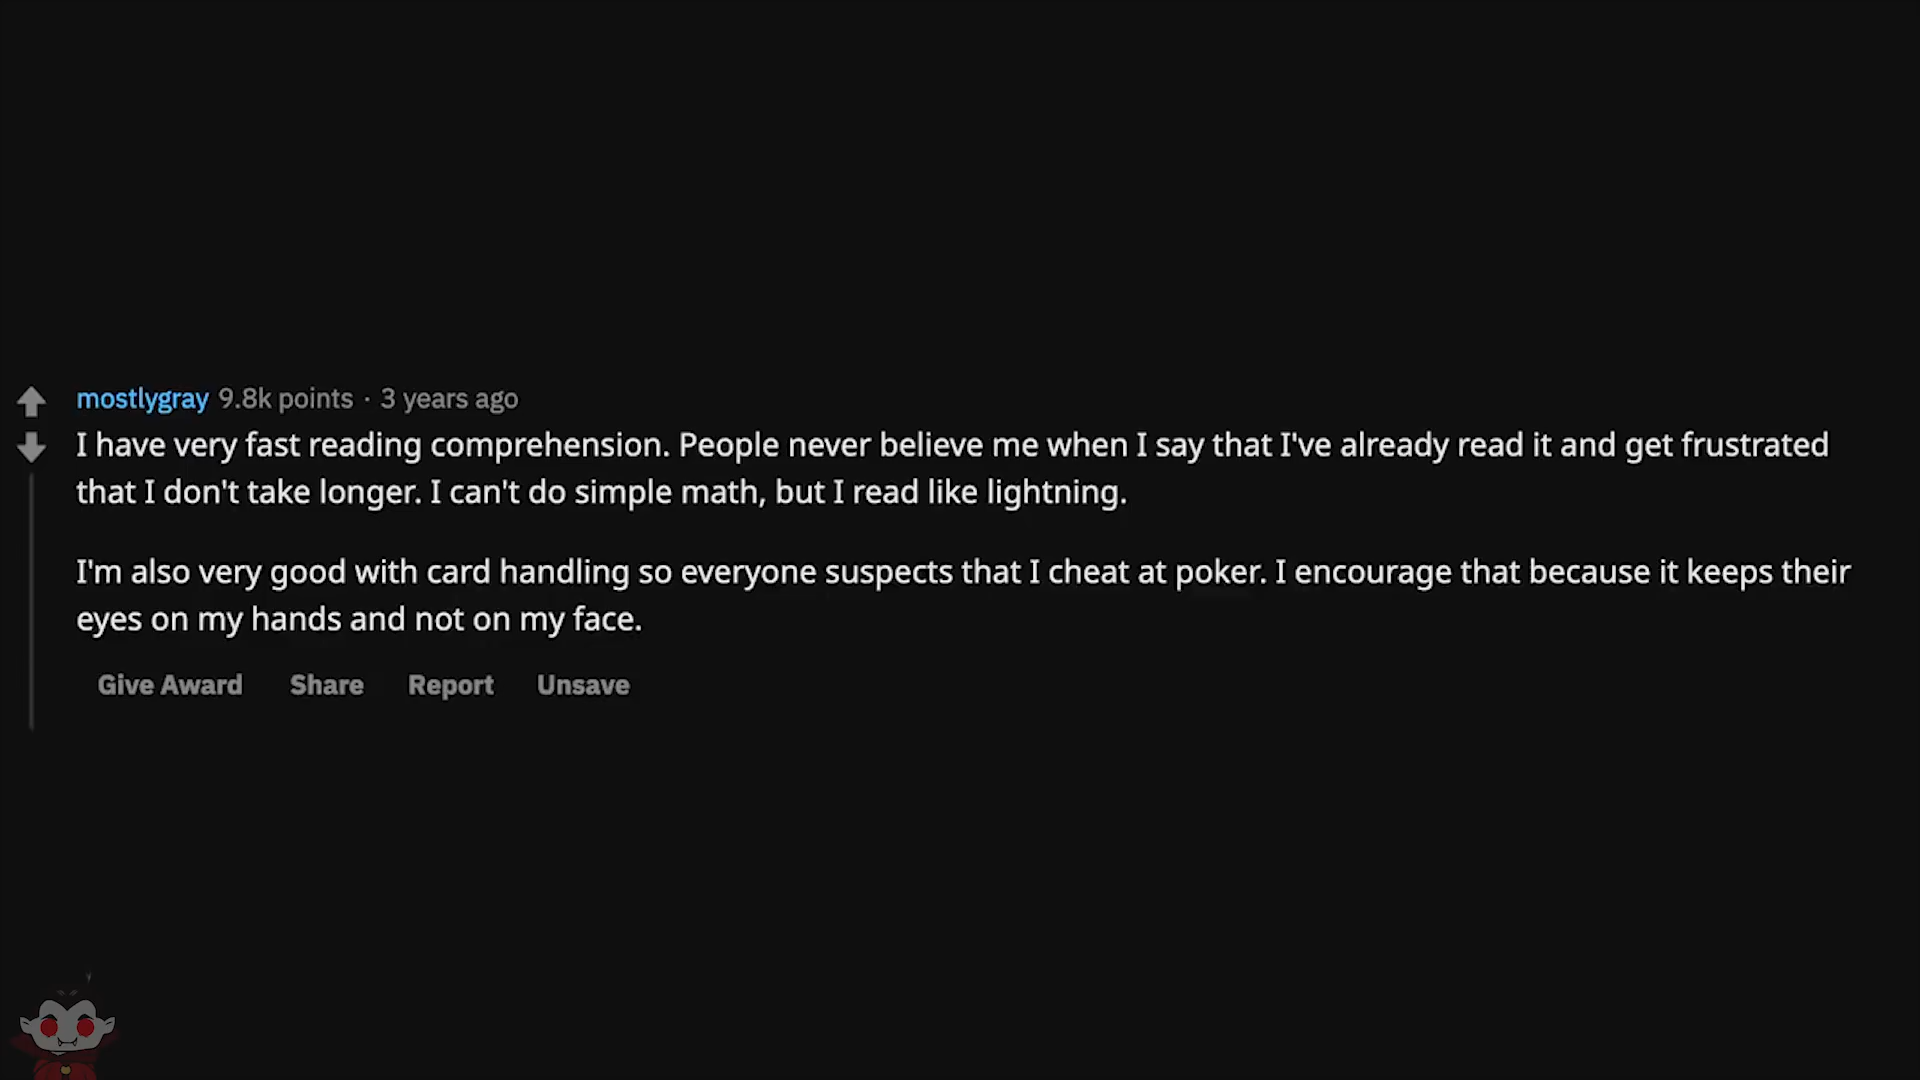 mostlygray 9.8k points · 3 years ago
I have very fast reading comprehension. People never believe me when I say that I've already read it and get frustrated
that I don't take longer. I can't do simple math, but I read like lightning.
I'm also very good with card handling so everyone suspects that I cheat at poker. I encourage that because it keeps their
eyes on my hands and not on my face.
Give Award Share Report Unsave